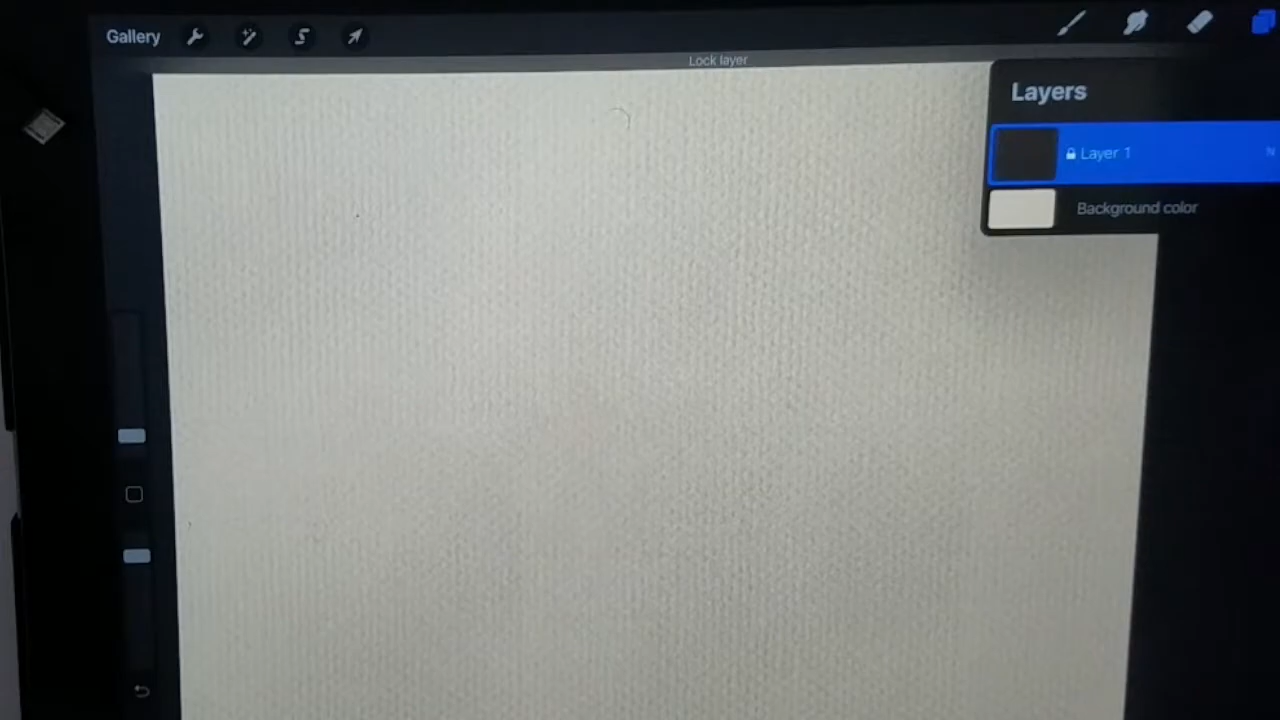 Gallery
Lock layer
Layers
Layer 1
N
Background color